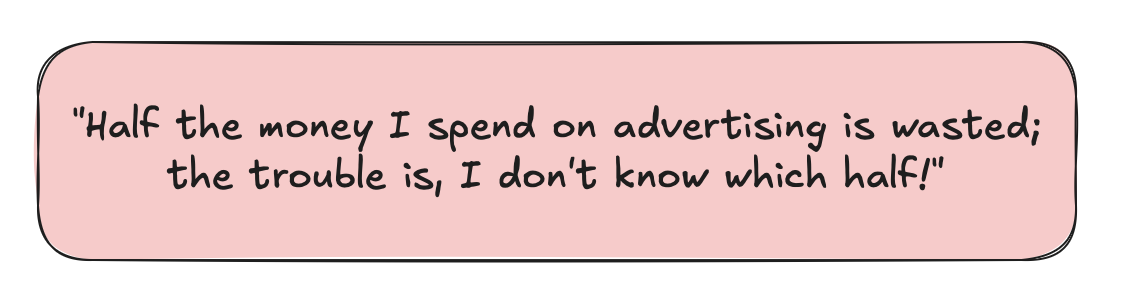 "Half the money I spend on advertising is wasted;
the trouble is, I don't know which half!"